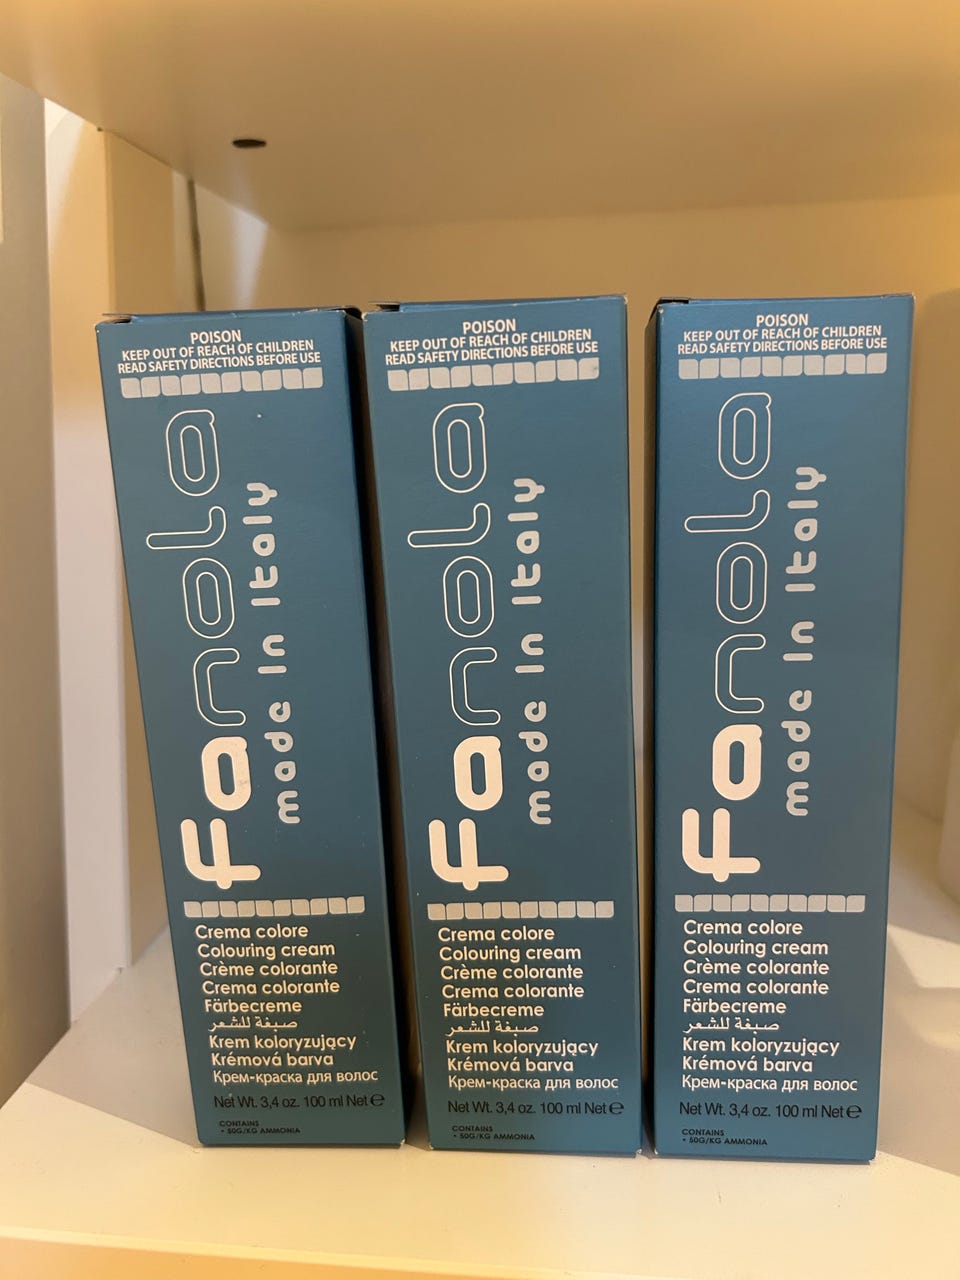 POISON
KEEP OUT OF REACH OF CHILDREN
READ SAFETY DIRECTIONS BEFORE USE
fanola
made in Italy
Crema colore
Colouring cream
Crème colorante
Crema colorante
Färbecreme
صبغة للشعر
Krem koloryzujący
Krémová barva
Крем-краска для волос
Net Wt. 3,4 oz. 100 ml Net ℮
CONTAINS
• 50G/KG AMMONIA
POISON
KEEP OUT OF REACH OF CHILDREN
READ SAFETY DIRECTIONS BEFORE USE
fanola
made in Italy
Crema colore
Colouring cream
Crème colorante
Crema colorante
Färbecreme
صبغة للشعر
Krem koloryzujący
Krémová barva
Крем-краска для волос
Net Wt. 3,4 oz. 100 ml Net ℮
CONTAINS
• 50G/KG AMMONIA
POISON
KEEP OUT OF REACH OF CHILDREN
READ SAFETY DIRECTIONS BEFORE USE
fanola
made in Italy
Crema colore
Colouring cream
Crème colorante
Crema colorante
Färbecreme
صبغة للشعر
Krem koloryzujący
Krémová barva
Крем-краска для волос
Net Wt. 3,4 oz. 100 ml Net ℮
CONTAINS
• 50G/KG AMMONIA